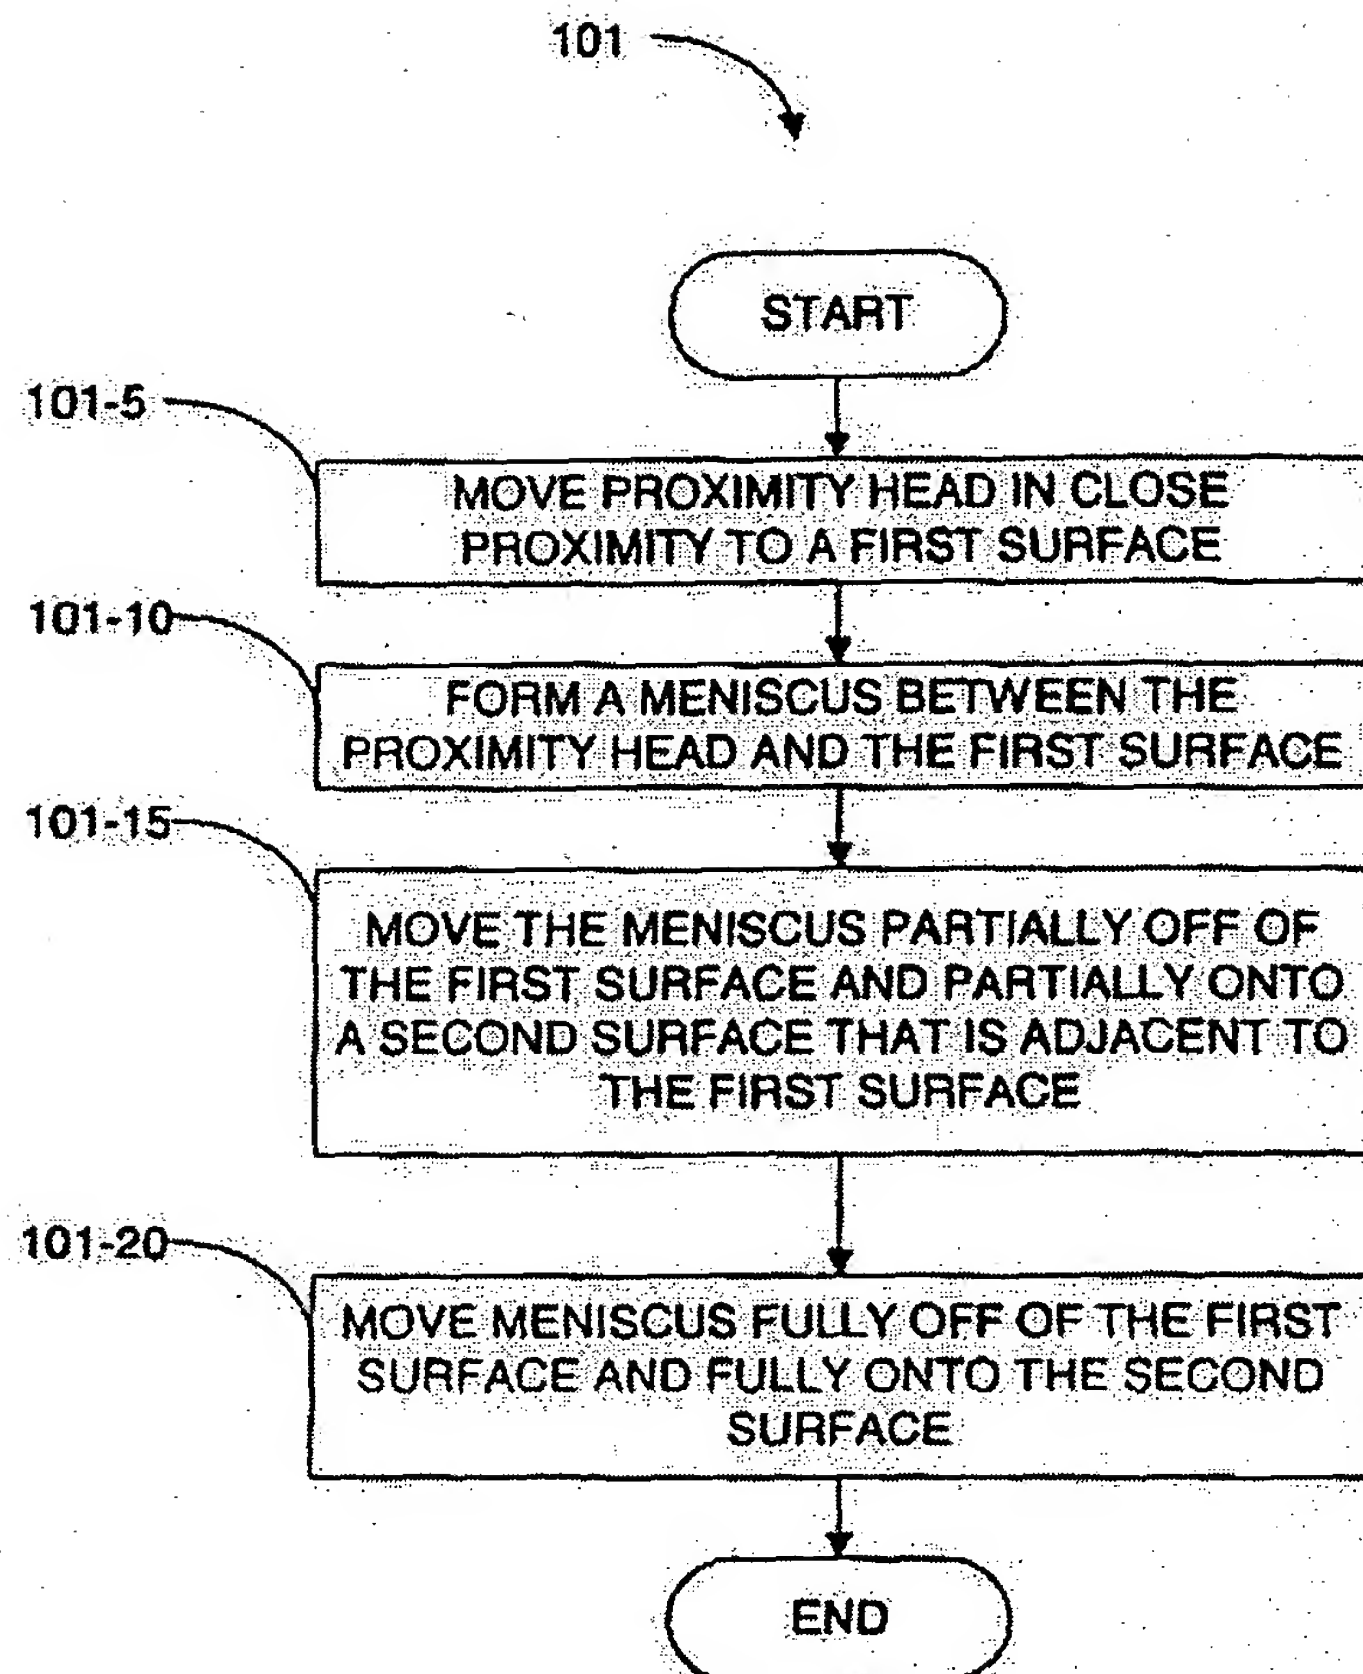 101
START
101-5
MOVE PROXIMITY HEAD IN CLOSE
PROXIMITY TO A FIRST SURFACE
101-10
FORM A MENISCUS BETWEEN THE
PROXIMITY HEAD AND THE FIRST SURFACE
101-15
MOVE THE MENISCUS PARTIALLY OFF OF
THE FIRST SURFACE AND PARTIALLY ONTO
A SECOND SURFACE THAT IS ADJACENT TO
THE FIRST SURFACE
101-20
MOVE MENISCUS FULLY OFF OF THE FIRST
SURFACE AND FULLY ONTO THE SECOND
SURFACE
END